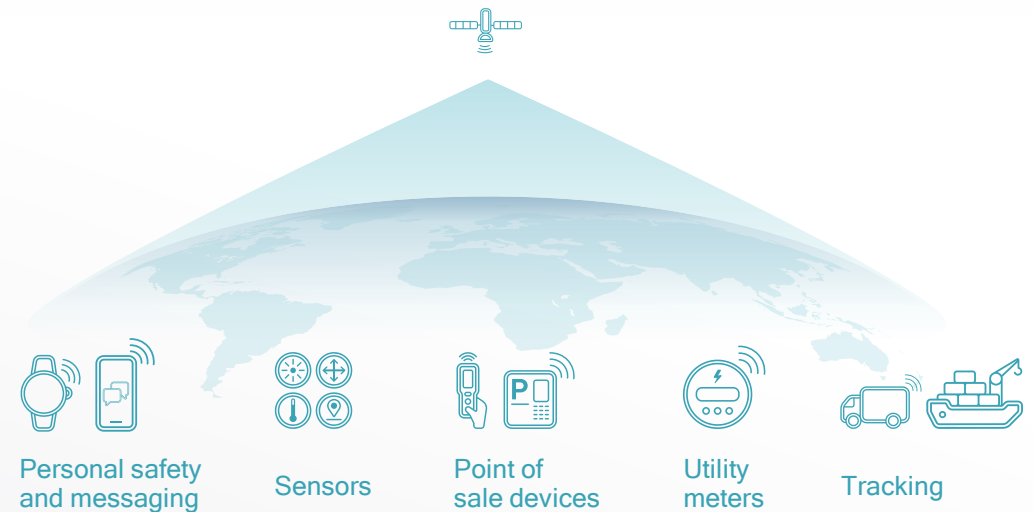 P
Personal safety
and messaging
Sensors
Point of
sale devices
Utility
meters
Tracking